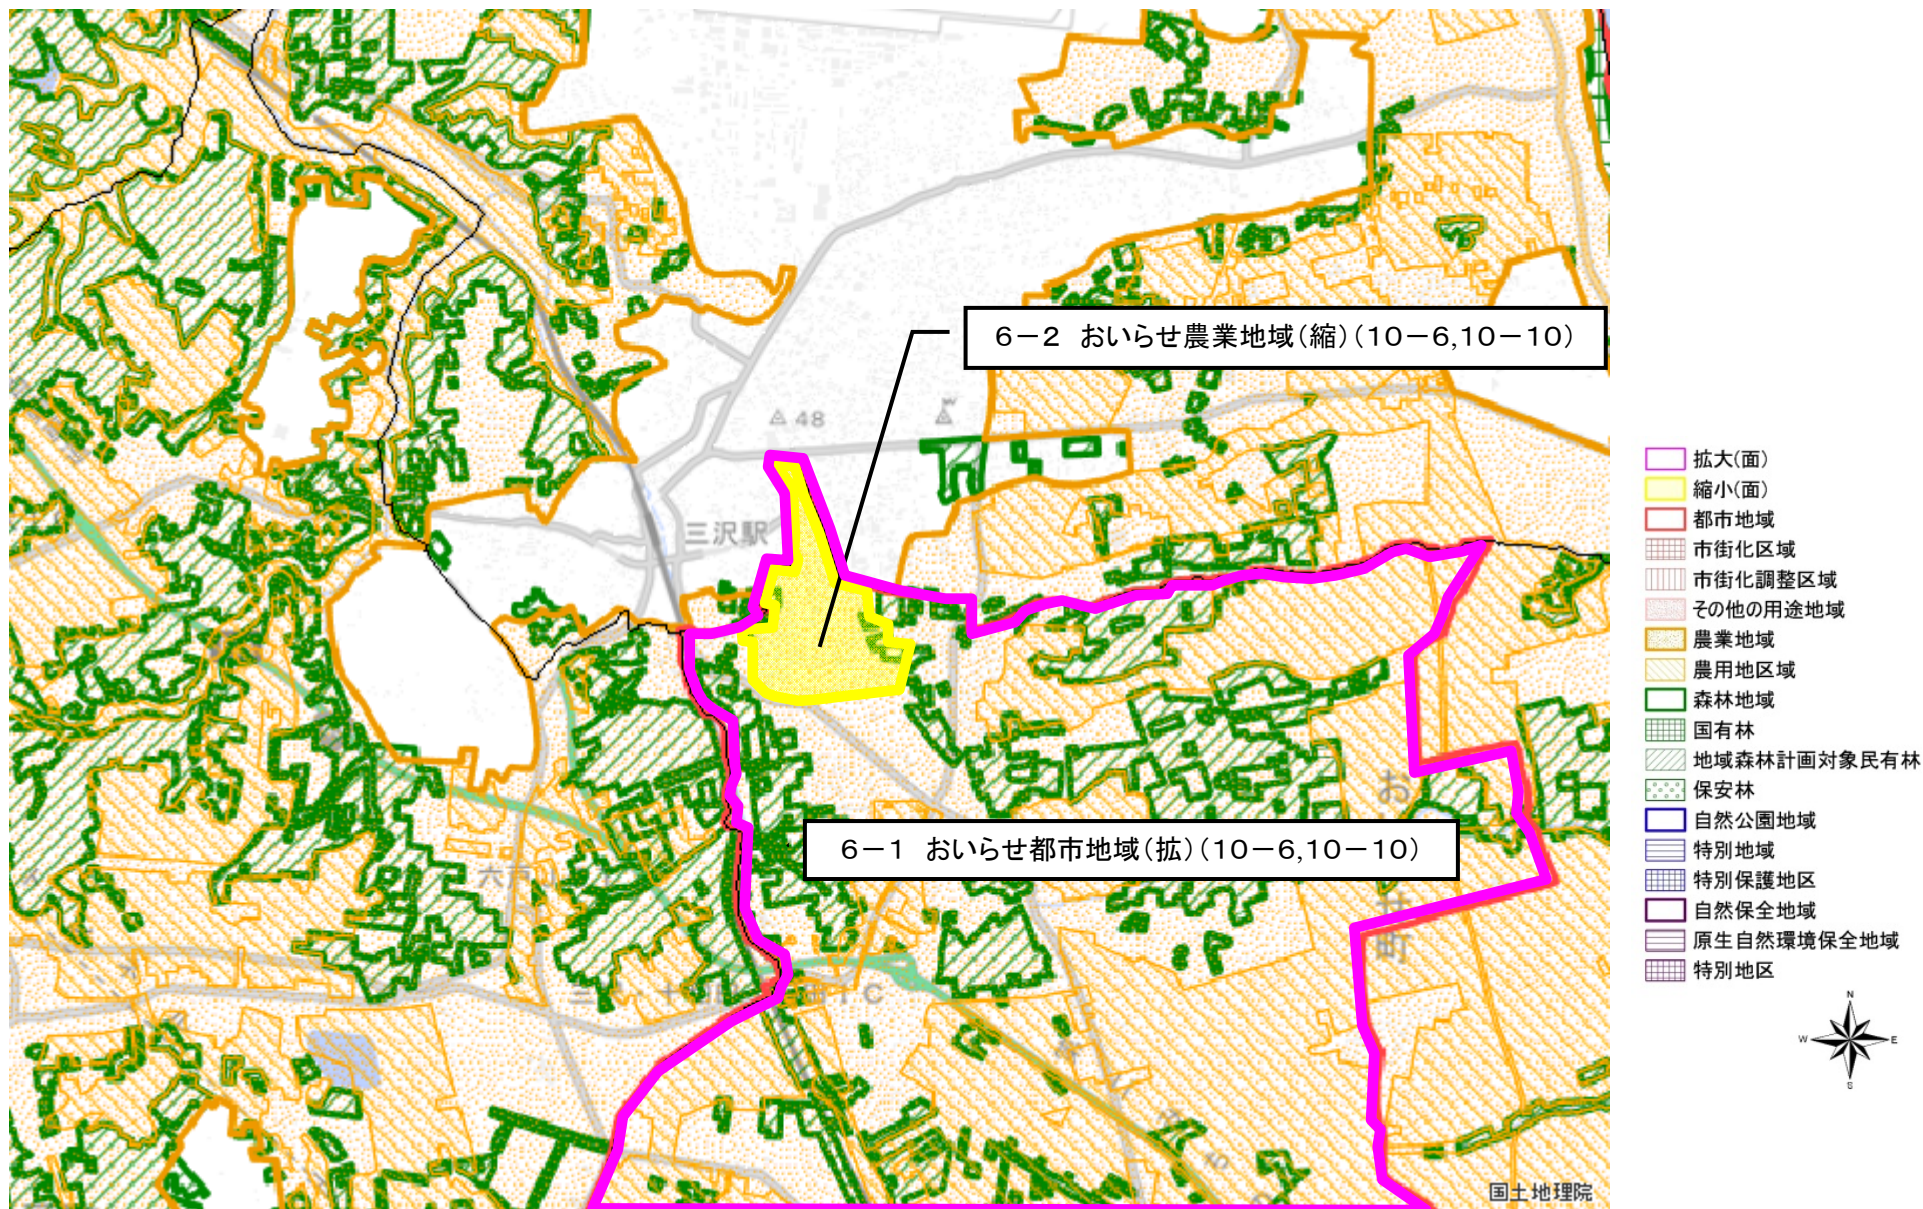 6－2 おいらせ農業地域（縮）（10－6,10－10）
48
三沢駅
6－1 おいらせ都市地域（拡）（10－6,10－10）
町
国土地理院
拡大(面)
縮小(面)
都市地域
市街化区域
市街化調整区域
その他の用途地域
農業地域
農用地区域
森林地域
国有林
地域森林計画対象民有林
保安林
自然公園地域
特別地域
特別保護地区
自然保全地域
原生自然環境保全地域
特別地区
N
W
E
S